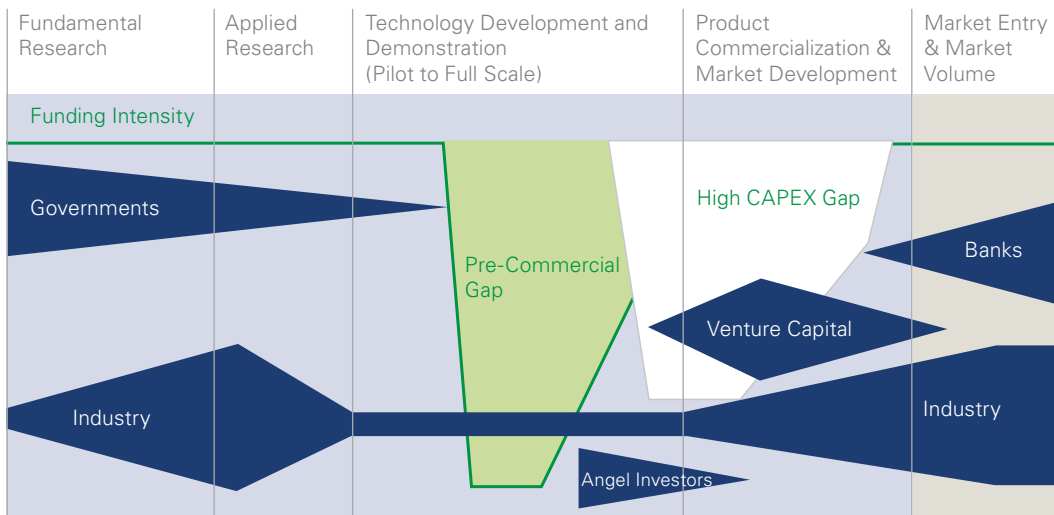 Fundamental
Research
Applied
Research
Technology Development and
Demonstration
(Pilot to Full Scale)
Product
Commercialization &
Market Development
Market Entry
& Market
Volume
Funding Intensity
Governments
High CAPEX Gap
Banks
Pre-Commercial
Gap
Venture Capital
Industry
Industry
Angel Investors